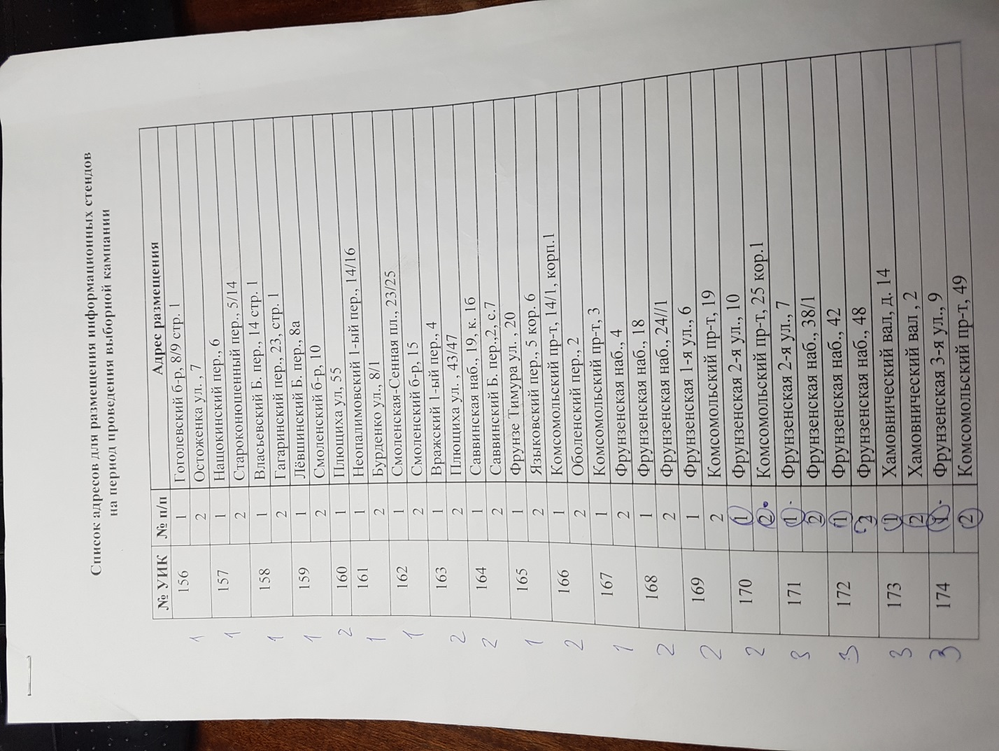 Список адресов для размещения информационных стендов
на период проведения выборной кампании
№ УИК № п/п Адрес размещения
1 156 1 Гоголевский б-р, 8/9 стр. 1
2 Остоженка ул. , 7
1 157 1 Нащокинский пер., 6
2 Староконюшенный пер., 5/14
1 158 1 Власьевский Б. пер., 14 стр. 1
2 Гагаринский пер., 23, стр. 1
1 159 1 Лёвшинский Б. пер., 8а
2 Смоленский б-р, 10
2 160 1 Плющиха ул, 55
1 161 1 Неопалимовский 1-ый пер., 14/16
2 Бурденко ул., 8/1
1 162 1 Смоленская-Сенная пл., 23/25
2 Смоленский б-р, 15
2 163 1 Вражский 1-ый пер., 4
2 Плющиха ул. , 43/47
2 164 1 Саввинская наб., 19, к. 1б
2 Саввинский Б. пер.,2, с.7
1 165 1 Фрунзе Тимура ул. , 20
2 Языковский пер., 5 кор. 6
2 166 1 Комсомольский пр-т, 14/1, корп.1
2 Оболенский пер., 2
1 167 1 Комсомольский пр-т, 3
2 Фрунзенская наб., 4
2 168 1 Фрунзенская наб., 18
2 Фрунзенская наб., 24//1
2 169 1 Фрунзенская 1-я ул., 6
2 Комсомольский пр-т, 19
2 170 1 Фрунзенская 2-я ул., 10
2 Комсомольский пр-т, 25 кор.1
3 171 1 Фрунзенская 2-я ул., 7
2 Фрунзенская наб., 38/1
3 172 1 Фрунзенская наб., 42
2 Фрунзенская наб., 48
3 173 1 Хамовнический вал, д. 14
2 Хамовнический вал , 2
3 174 1 Фрунзенская 3-я ул., 9
2 Комсомольский пр-т, 49